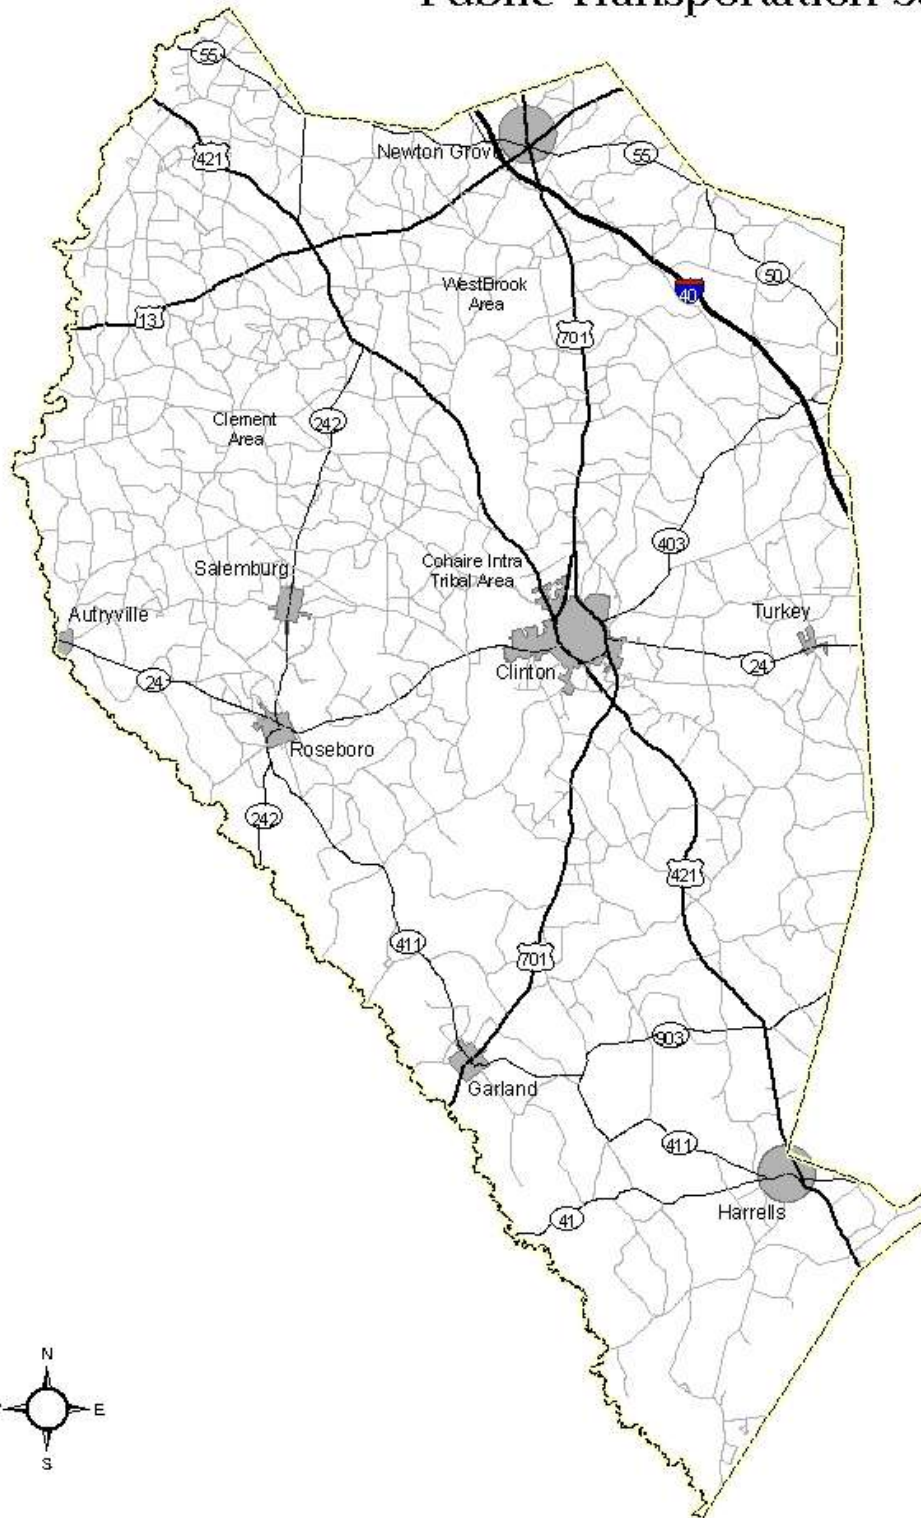 Public Transportation
55
421
Newton Grove
55
50
WestBrook
Area
40
13
701
Clement
Area
242
403
Cohaire Intra
Tribal Area
Salemburg
Autryville
Turkey
24
Clinton
24
Roseboro
242
421
411
701
903
Garland
411
Harrells
41
N
E
S